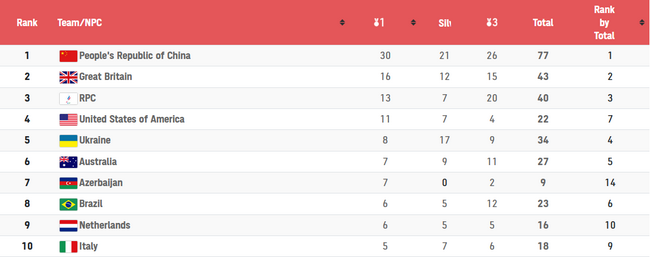 Rank Team/NPC 1 Silv 3 Total Rank by Total
1 People's Republic of China 30 21 26 77 1
2 Great Britain 16 12 15 43 2
3 RPC 13 7 20 40 3
4 United States of America 11 7 4 22 7
5 Ukraine 8 17 9 34 4
6 Australia 7 9 11 27 5
7 Azerbaijan 7 0 2 9 14
8 Brazil 6 5 12 23 6
9 Netherlands 6 5 5 16 10
10 Italy 5 7 6 18 9